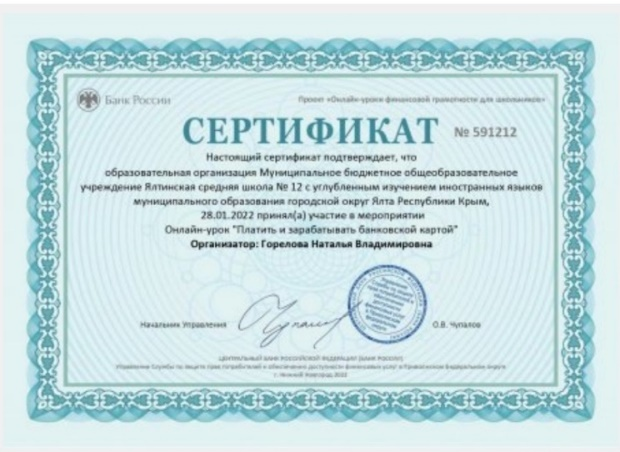 Банк России
Проект «Онлайн-уроки финансовой грамотности для школьников»
СЕРТИФИКАТ № 591212
Настоящий сертификат подтверждает, что
образовательная организация Муниципальное бюджетное общеобразовательное
учреждение Ялтинская средняя школа № 12 с углубленным изучением иностранных языков
муниципального образования городской округ Ялта Республики Крым,
28.01.2022 принял(а) участие в мероприятии
Онлайн-урок "Платить и зарабатывать банковской картой"
Организатор: Горелова Наталья Владимировна
Начальник Управления
О.В. Чупалов
ЦЕНТРАЛЬНЫЙ БАНК РОССИЙСКОЙ ФЕДЕРАЦИИ (БАНК РОССИИ)
Управление Службы по защите прав потребителей и обеспечению доступности финансовых услуг в Приволжском федеральном округе
г. Нижний Новгород 2022